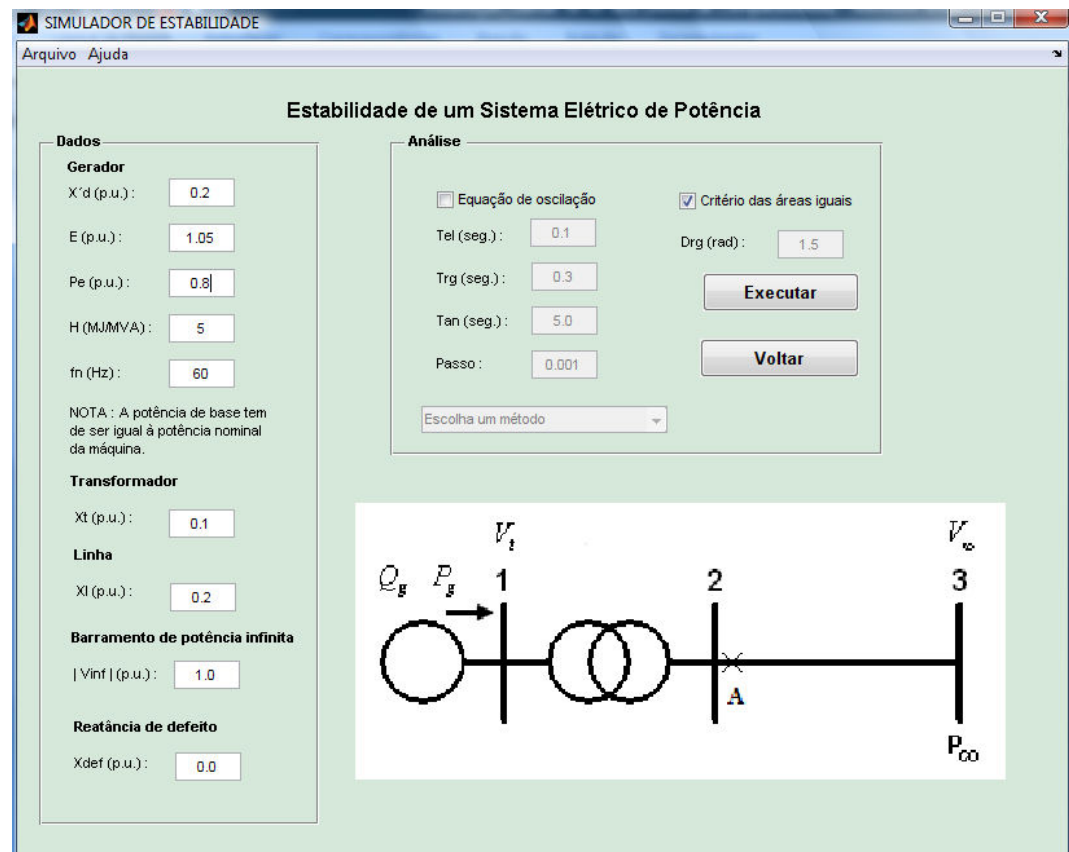 SIMULADOR DE ESTABILIDADE
Arquivo Ajuda
Estabilidade de um Sistema Elétrico de Potência
Dados
Gerador
X´d (p.u.) : 0.2
E (p.u.) : 1.05
Pe (p.u.) : 0.8
H (MJ/MVA) : 5
fn (Hz) : 60
NOTA : A potência de base tem
de ser igual à potência nominal
da máquina.
Transformador
Xt (p.u.) : 0.1
Linha
Xl (p.u.) : 0.2
Barramento de potência infinita
| Vinf | (p.u.) : 1.0
Reatância de defeito
Xdef (p.u.) : 0.0
Análise
Equação de oscilação
Tel (seg.) : 0.1
Trg (seg.) : 0.3
Tan (seg.) : 5.0
Passo : 0.001
Escolha um método
Critério das áreas iguais
Drg (rad) : 1.5
Executar
Voltar
V_t V_∞
Q_g P_g 1 2 3
A
P_∞